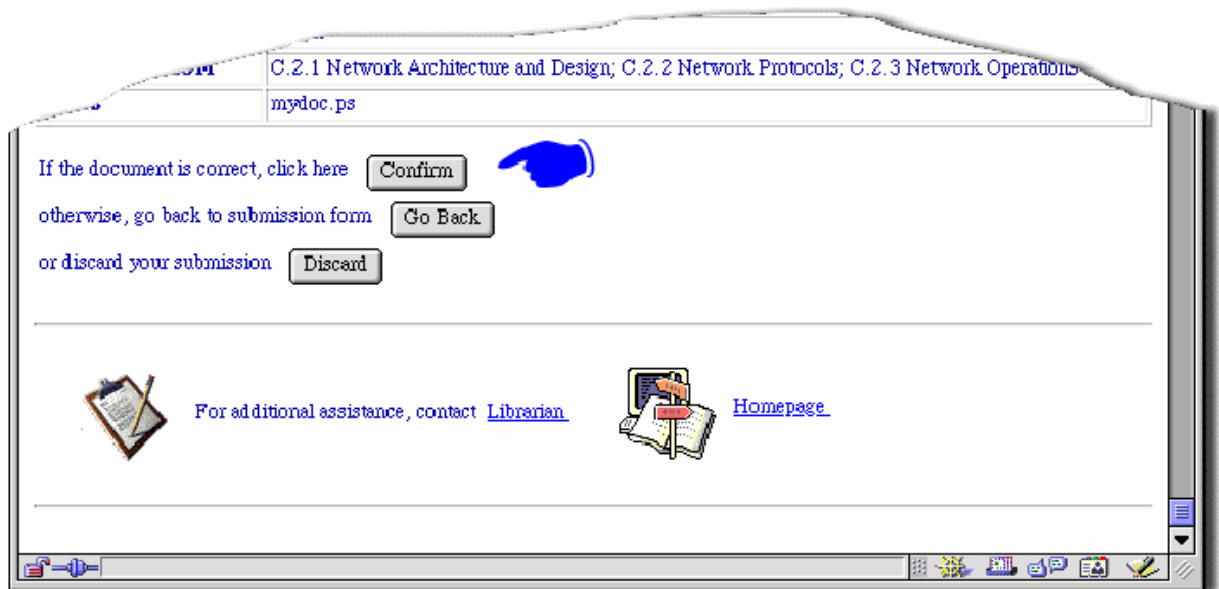 C.2.1 Network Architecture and Design; C.2.2 Network Protocols; C.2.3 Network Operations
mydoc.ps
If the document is correct, click here Confirm
otherwise, go back to submission form Go Back
or discard your submission Discard
For additional assistance, contact Librarian Homepage